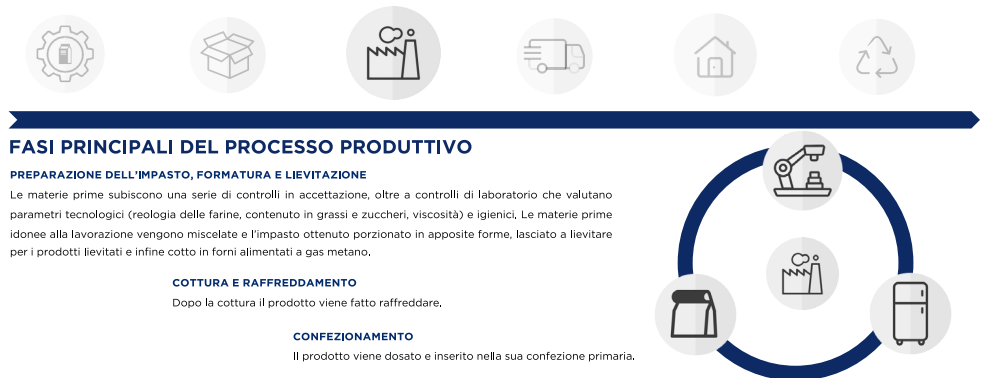 FASI PRINCIPALI DEL PROCESSO PRODUTTIVO
PREPARAZIONE DELL'IMPASTO, FORMATURA E LIEVITAZIONE
Le materie prime subiscono una serie di controlli in accettazione, oltre a controlli di laboratorio che valutano
parametri tecnologici (reologia delle farine, contenuto in grassi e zuccheri, viscosità) e igienici. Le materie prime
idonee alla lavorazione vengono miscelate e l'impasto ottenuto porzionato in apposite forme, lasciato a lievitare
per i prodotti lievitati e infine cotto in forni alimentati a gas metano.
COTTURA E RAFFREDDAMENTO
Dopo la cottura il prodotto viene fatto raffreddare.
CONFEZIONAMENTO
Il prodotto viene dosato e inserito nella sua confezione primaria.